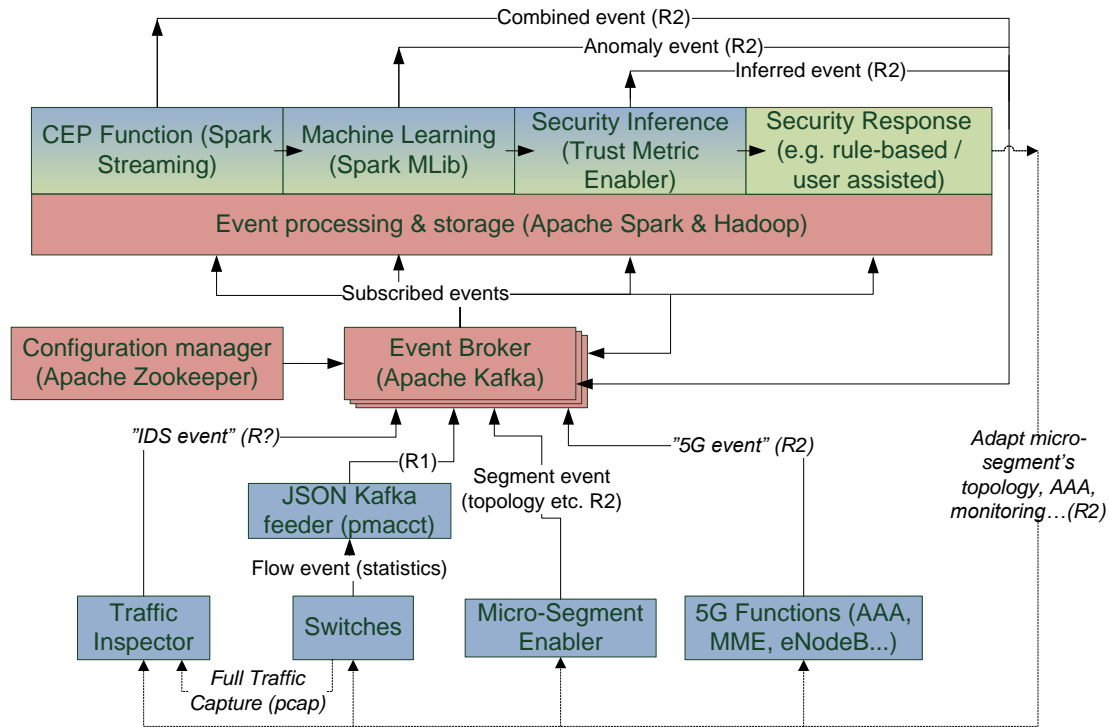 Combined event (R2)
Anomaly event (R2)
Inferred event (R2)
CEP Function (Spark
Streaming)
Machine Learning
(Spark MLib)
Security Inference
(Trust Metric
Enabler)
Security Response
(e.g. rule-based /
user assisted)
Event processing & storage (Apache Spark & Hadoop)
Subscribed events
Configuration manager
(Apache Zookeeper)
Event Broker
(Apache Kafka)
”IDS event” (R?)
(R1)
Segment event
(topology etc. R2)
”5G event” (R2)
Adapt micro-
segment’s
topology, AAA,
monitoring…(R2)
JSON Kafka
feeder (pmacct)
Flow event (statistics)
Traffic
Inspector
Switches
Micro-Segment
Enabler
5G Functions (AAA,
MME, eNodeB...)
Full Traffic
Capture (pcap)